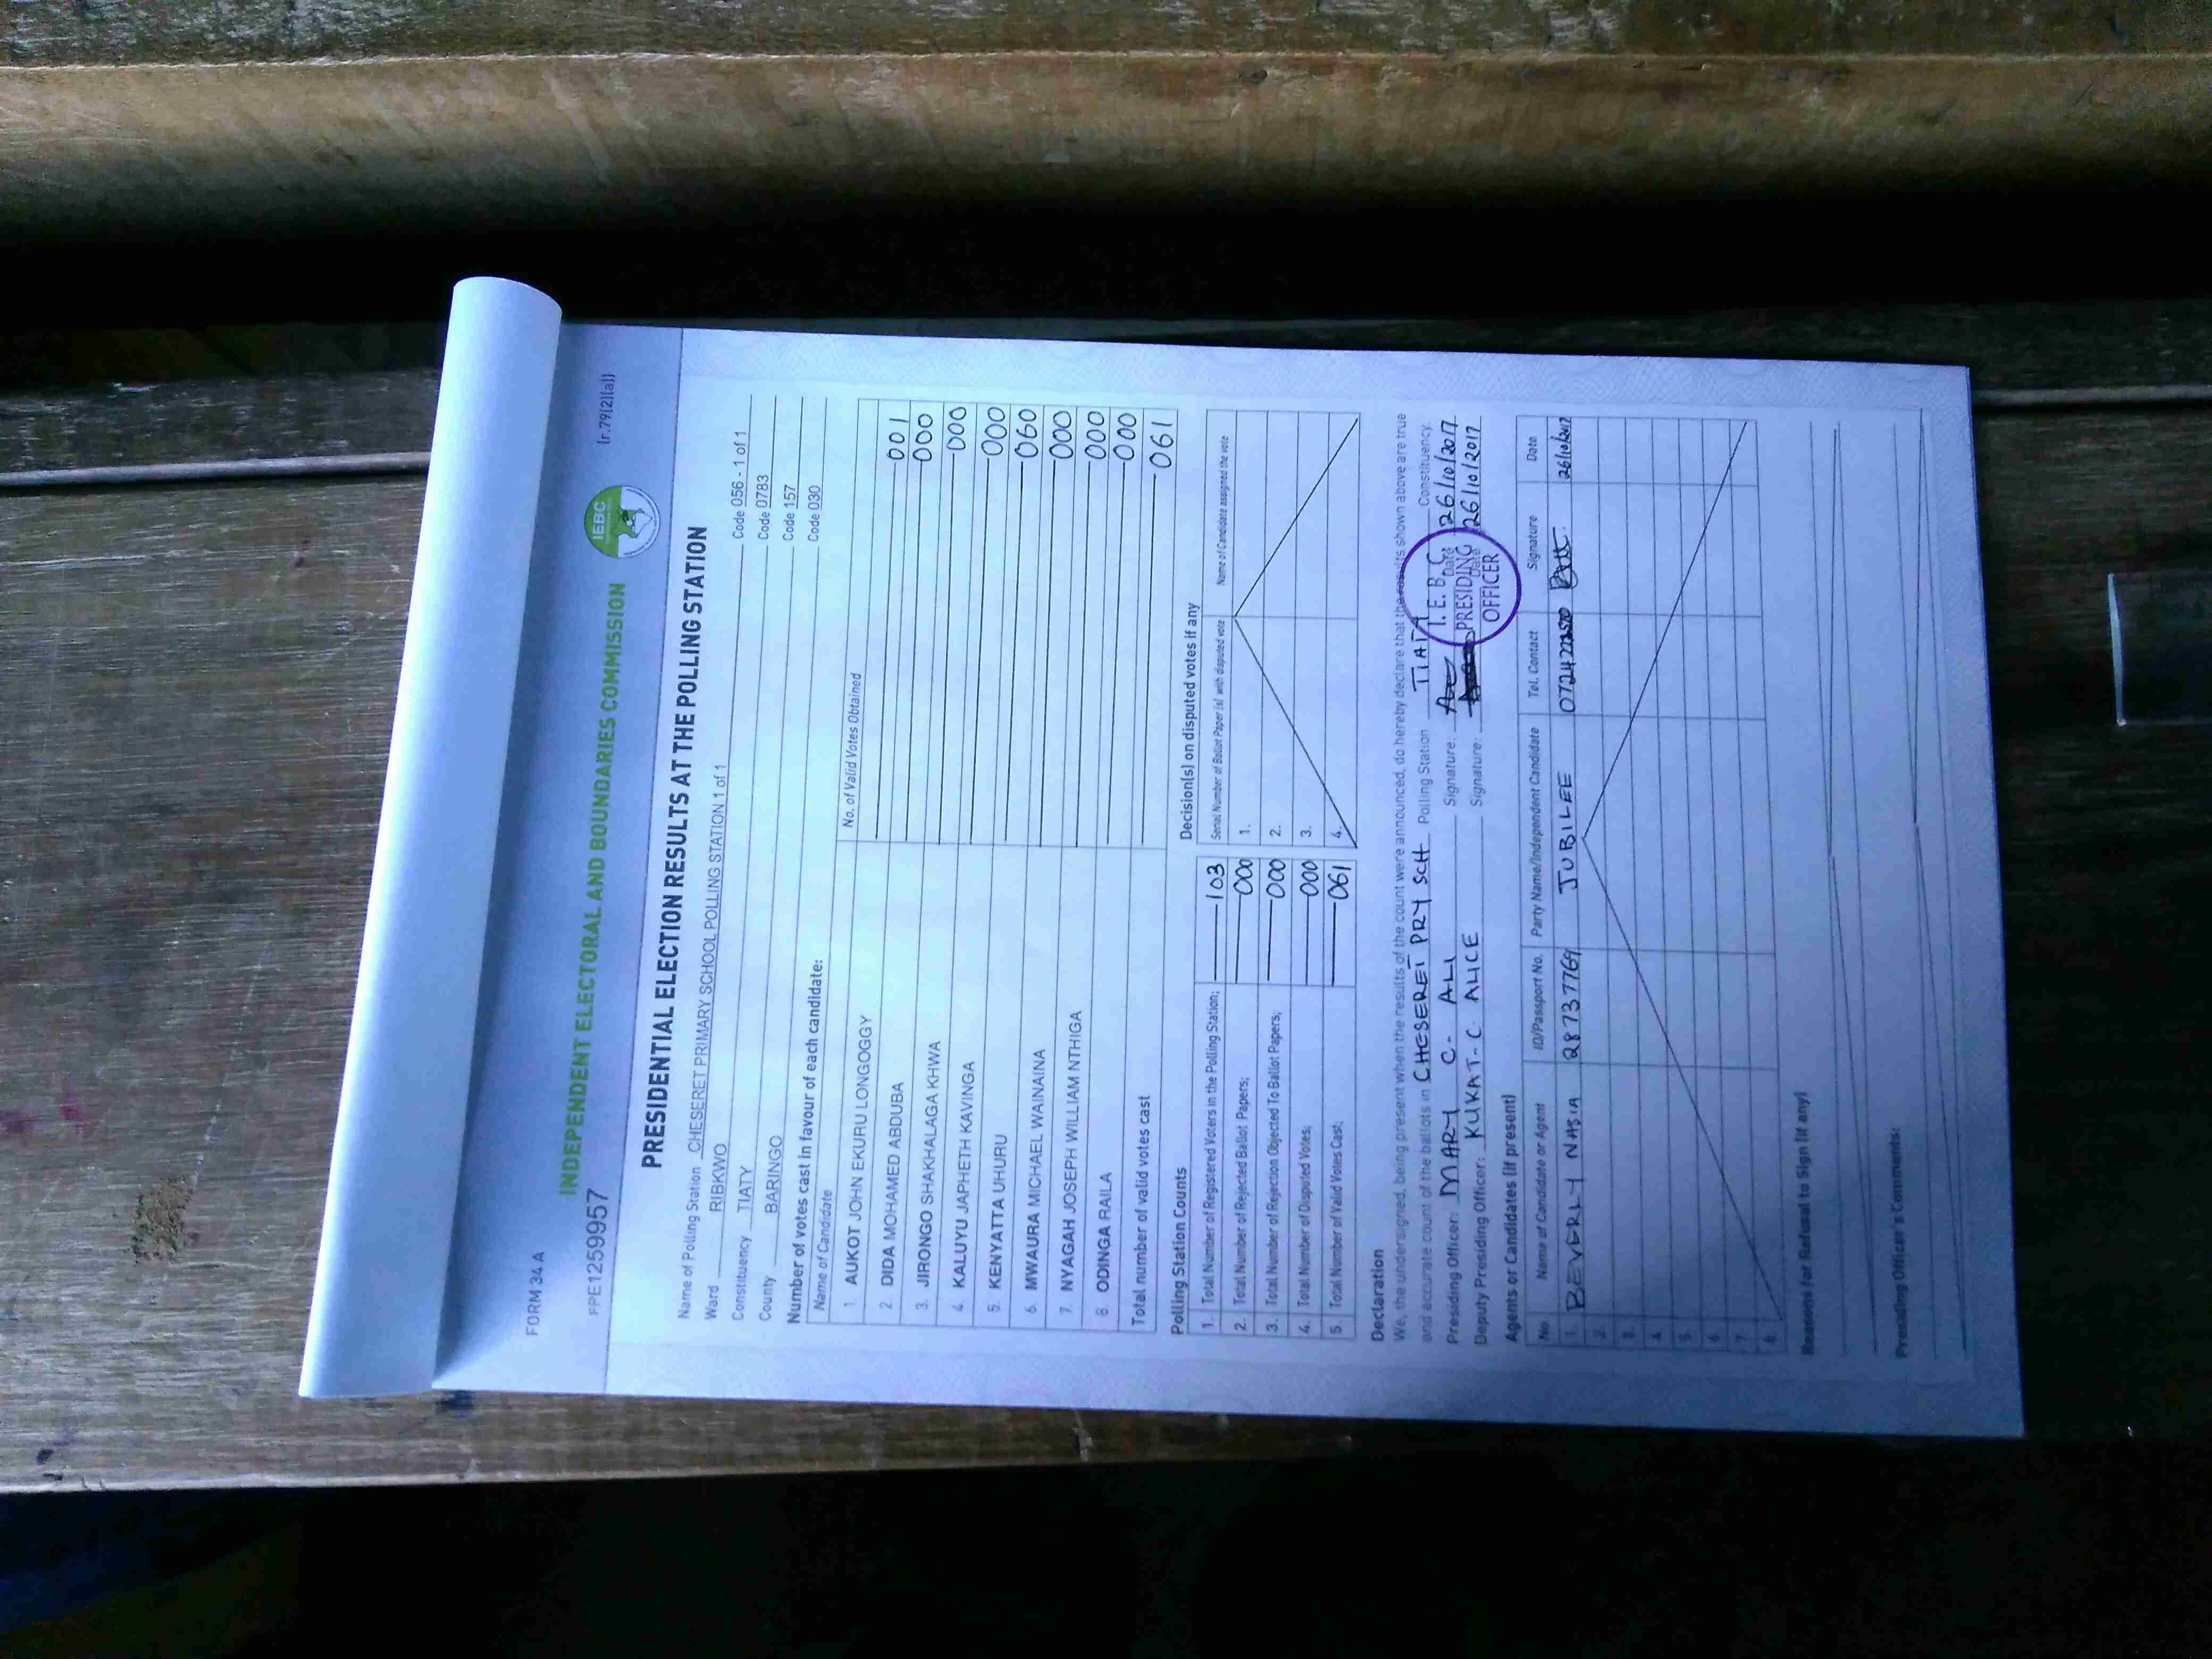 FORM 34 A
(r.79(2)(a))
IEBC
INDEPENDENT ELECTORAL AND BOUNDARIES COMMISSION
FPE1259957
PRESIDENTIAL ELECTION RESULTS AT THE POLLING STATION
Name of Polling Station CHESERET PRIMARY SCHOOL POLLING STATION 1 of 1 Code 056 - 1 of 1
Ward RIBKWO Code 0783
Constituency TIATY Code 157
County BARINGO Code 030
Number of votes cast in favour of each candidate:
Name of Candidate No. of Valid Votes Obtained
1. AUKOT JOHN EKURU LONGOGGY 001
2 DIDA MOHAMED ABDUBA 000
3. JIRONGO SHAKHALAGA KHWA 000
4 KALUYU JAPHETH KAVINGA 000
5. KENYATTA UHURU 060
6. MWAURA MICHAEL WAINAINA 000
7. NYAGAH JOSEPH WILLIAM NTHIGA 000
8 ODINGA RAILA 000
Total number of valid votes cast 061
Polling Station Counts
1. Total Number of Registered Voters in the Polling Station; 103
2. Total Number of Rejected Ballot Papers; 000
3. Total Number of Rejection Objected To Ballot Papers; 000
4. Total Number of Disputed Votes; 000
5. Total Number of Valid Votes Cast; 061
Decision(s) on disputed votes if any
Serial Number of Ballot Paper (s) with disputed vote Name of Candidate assigned the vote
1.
2.
3.
4.
Declaration
We, the undersigned, being present when the results of the count were announced, do hereby declare that the results shown above are true
and accurate count of the ballots in CHESEREI PRY SCH Polling Station TIATY Constituency.
Presiding Officer: MARY C- ALI Signature: Date 26/10/2017
Deputy Presiding Officer: KUKAT-C ALICE Signature: Date 26/10/2017
I. E. B. C.
PRESIDING
OFFICER
Agents or Candidates (if present)
No. Name of Candidate or Agent ID/Passport No. Party Name/Independent Candidate Tel. Contact Signature Date
1. BEVERLY NASIA 28737769 JUBILEE 26/10/2017
2.
3.
4
5.
6
7
8.
Reasons for Refusal to Sign (if any)
Presiding Officer's Comments: